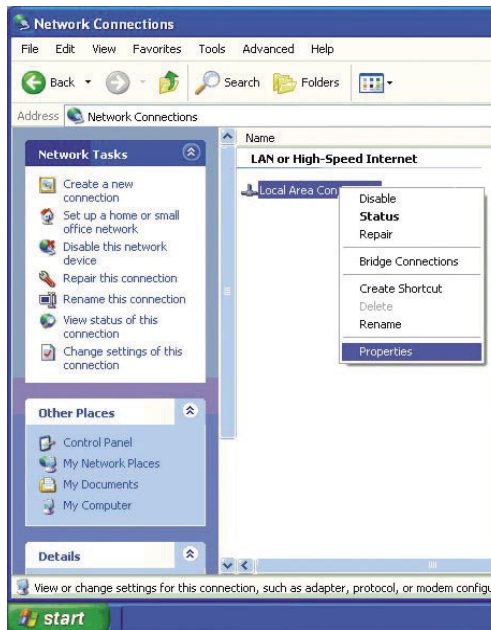 Network Connections
File Edit View Favorites Tools Advanced Help
Back Search Folders
Address Network Connections
Network Tasks
Create a new
connection
Set up a home or small
office network
Disable this network
device
Repair this connection
Rename this connection
View status of this
connection
Change settings of this
connection
Other Places
Control Panel
My Network Places
My Documents
My Computer
Details
Name
LAN or High-Speed Internet
Local Area Con
Disable
Status
Repair
Bridge Connections
Create Shortcut
Delete
Rename
Properties
View or change settings for this connection, such as adapter, protocol, or modem configu
start